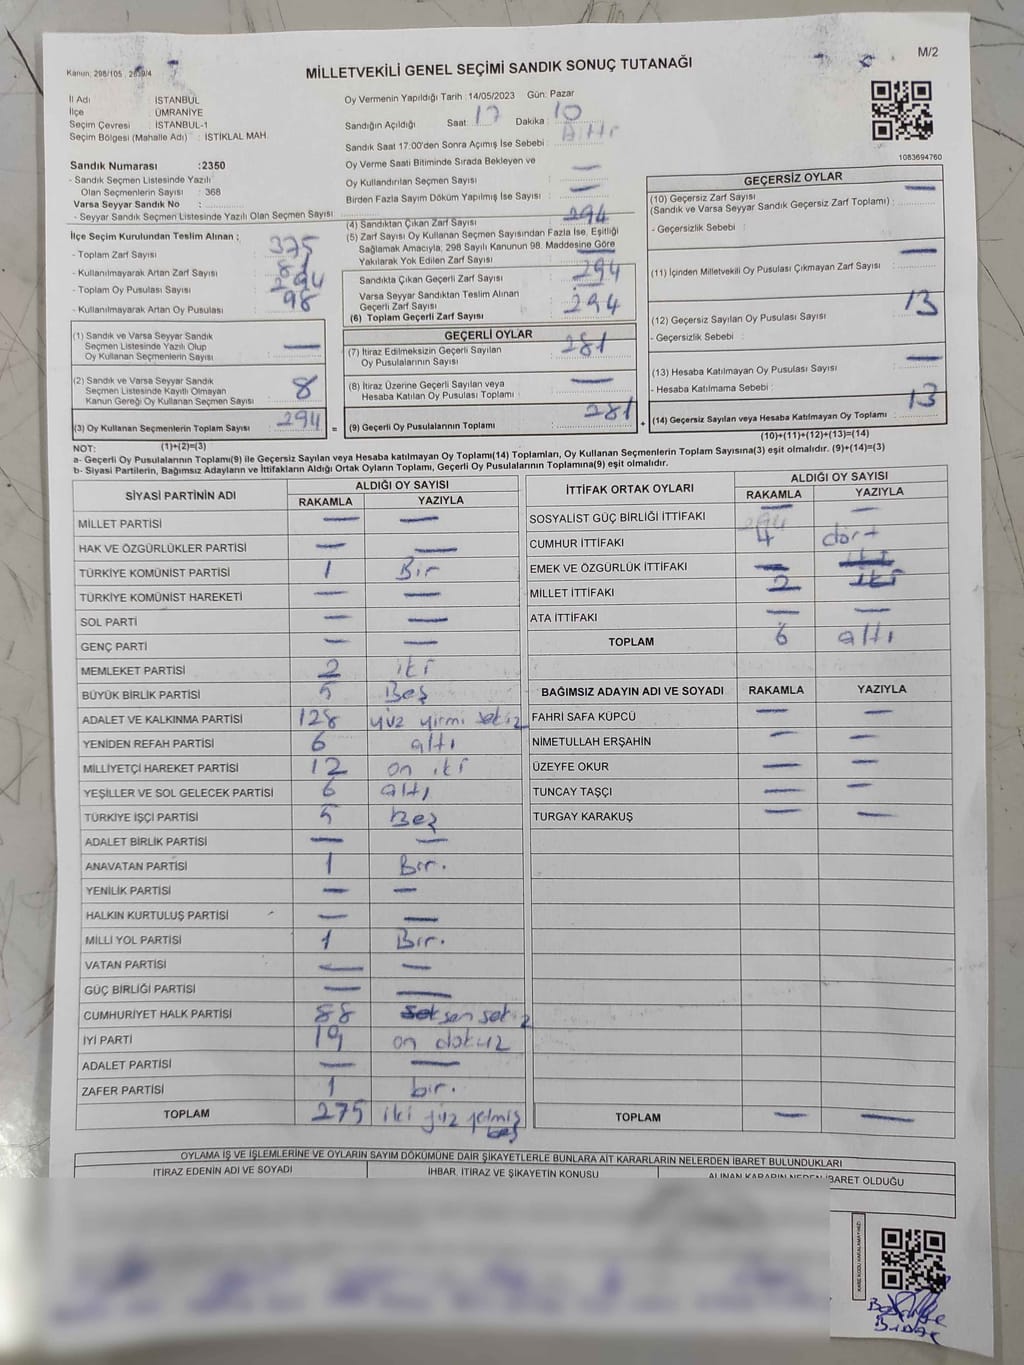 Kanun: 298/105, 2839/4
MİLLETVEKİLİ GENEL SEÇİMİ SANDIK SONUÇ TUTANAĞI
M/2
İl Adı : İSTANBUL
İlçe : ÜMRANİYE
Seçim Çevresi : İSTANBUL-1
Seçim Bölgesi (Mahalle Adı) : İSTİKLAL MAH.
Oy Vermenin Yapıldığı Tarih : 14/05/2023 Gün: Pazar
Sandığın Açıldığı Saat : 17 Dakika : 10
Sandık Saat 17.00'den Sonra Açımış İse Sebebi :
Oy Verme Saati Bitiminde Sırada Bekleyen ve
Oy Kullandırılan Seçmen Sayısı : —
Birden Fazla Sayım Döküm Yapılmış İse Sayısı : —
1083694760
Sandık Numarası : 2350
- Sandık Seçmen Listesinde Yazılı
Olan Seçmenlerin Sayısı : 368
Varsa Seyyar Sandık No :
- Seyyar Sandık Seçmen Listesinde Yazılı Olan Seçmen Sayısı :
İlçe Seçim Kurulundan Teslim Alınan ;
- Toplam Zarf Sayısı : 375
- Kullanılmayarak Artan Zarf Sayısı : 81
- Toplam Oy Pusulası Sayısı : 294
- Kullanılmayarak Artan Oy Pusulası : 98
(1) Sandık ve Varsa Seyyar Sandık
Seçmen Listesinde Yazılı Olup
Oy Kullanan Seçmenlerin Sayısı : —
(2) Sandık ve Varsa Seyyar Sandık
Seçmen Listesinde Kayıtlı Olmayan
Kanun Gereği Oy Kullanan Seçmen Sayısı : 8
(3) Oy Kullanan Seçmenlerin Toplam Sayısı : 294
(1)+(2)=(3)
(4) Sandıktan Çıkan Zarf Sayısı : 294
(5) Zarf Sayısı Oy Kullanan Seçmen Sayısından Fazla İse, Eşitliği
Sağlamak Amacıyla; 298 Sayılı Kanunun 98. Maddesine Göre
Yakılarak Yok Edilen Zarf Sayısı : —
Sandıkta Çıkan Geçerli Zarf Sayısı : 294
Varsa Seyyar Sandıktan Teslim Alınan
Geçerli Zarf Sayısı :
(6) Toplam Geçerli Zarf Sayısı : 294
GEÇERLİ OYLAR
(7) İtiraz Edilmeksizin Geçerli Sayılan
Oy Pusulalarının Sayısı : 281
(8) İtiraz Üzerine Geçerli Sayılan veya
Hesaba Katılan Oy Pusulası Toplamı : —
(9) Geçerli Oy Pusulalarının Toplamı : 281
GEÇERSİZ OYLAR
(10) Geçersiz Zarf Sayısı
(Sandık ve Varsa Seyyar Sandık Geçersiz Zarf Toplamı) : —
- Geçersizlik Sebebi :
(11) İçinden Milletvekili Oy Pusulası Çıkmayan Zarf Sayısı : —
(12) Geçersiz Sayılan Oy Pusulası Sayısı : 13
- Geçersizlik Sebebi :
(13) Hesaba Katılmayan Oy Pusulası Sayısı : —
- Hesaba Katılmama Sebebi :
(14) Geçersiz Sayılan veya Hesaba Katılmayan Oy Toplamı : 13
(10)+(11)+(12)+(13)=(14)
NOT:
a- Geçerli Oy Pusulalarının Toplamı(9) ile Geçersiz Sayılan veya Hesaba katılmayan Oy Toplamı(14) Toplamları, Oy Kullanan Seçmenlerin Toplam Sayısına(3) eşit olmalıdır. (9)+(14)=(3)
b- Siyasi Partilerin, Bağımsız Adayların ve İttifakların Aldığı Ortak Oyların Toplamı, Geçerli Oy Pusulalarının Toplamına(9) eşit olmalıdır.
SİYASİ PARTİNİN ADI ALDIĞI OY SAYISI
RAKAMLA YAZIYLA
MİLLET PARTİSİ — —
HAK VE ÖZGÜRLÜKLER PARTİSİ — —
TÜRKİYE KOMÜNİST PARTİSİ 1 Bir
TÜRKİYE KOMÜNİST HAREKETİ — —
SOL PARTİ — —
GENÇ PARTİ — —
MEMLEKET PARTİSİ 2 iki
BÜYÜK BİRLİK PARTİSİ 5 Beş
ADALET VE KALKINMA PARTİSİ 128 yüz yirmi sekiz
YENİDEN REFAH PARTİSİ 6 altı
MİLLİYETÇİ HAREKET PARTİSİ 12 on iki
YEŞİLLER VE SOL GELECEK PARTİSİ 6 altı
TÜRKİYE İŞÇİ PARTİSİ 5 Beş
ADALET BİRLİK PARTİSİ — —
ANAVATAN PARTİSİ 1 Bir.
YENİLİK PARTİSİ — —
HALKIN KURTULUŞ PARTİSİ — —
MİLLİ YOL PARTİSİ 1 Bir.
VATAN PARTİSİ — —
GÜÇ BİRLİĞİ PARTİSİ — —
CUMHURİYET HALK PARTİSİ 88 seksen sekiz
İYİ PARTİ 19 on dokuz
ADALET PARTİSİ — —
ZAFER PARTİSİ 1 bir.
TOPLAM 275 iki yüz yetmiş
beş
İTTİFAK ORTAK OYLARI ALDIĞI OY SAYISI
RAKAMLA YAZIYLA
SOSYALİST GÜÇ BİRLİĞİ İTTİFAKI — —
CUMHUR İTTİFAKI 4 dört
EMEK VE ÖZGÜRLÜK İTTİFAKI —
MİLLET İTTİFAKI 2 iki
ATA İTTİFAKI — —
TOPLAM 6 altı
BAĞIMSIZ ADAYIN ADI VE SOYADI RAKAMLA YAZIYLA
FAHRİ SAFA KÜPCÜ — —
NİMETULLAH ERŞAHİN — —
ÜZEYFE OKUR — —
TUNCAY TAŞÇI — —
TURGAY KARAKUŞ — —
TOPLAM — —
OYLAMA İŞ VE İŞLEMLERİNE VE OYLARIN SAYIM DÖKÜMÜNE DAİR ŞİKAYETLERLE BUNLARA AİT KARARLARIN NELERDEN İBARET BULUNDUKLARI
İTİRAZ EDENİN ADI VE SOYADI İHBAR, İTİRAZ VE ŞİKAYETİN KONUSU ALINAN KARARIN NEDEN İBARET OLDUĞU